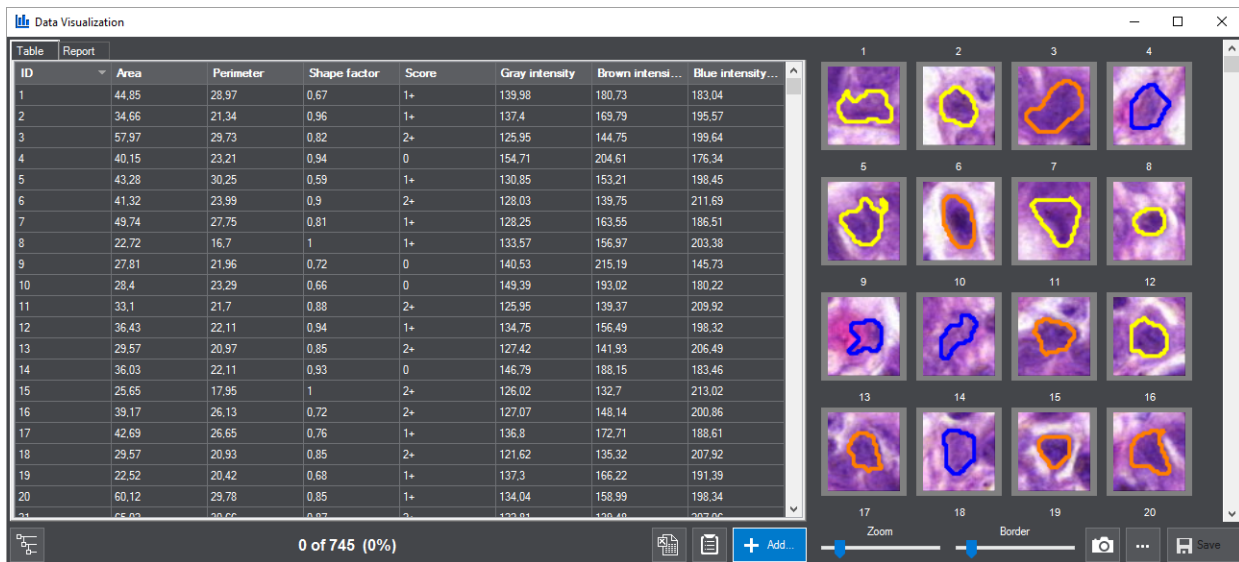 Data Visualization
Table Report
ID Area Perimeter Shape factor Score Gray intensity Brown intensi... Blue intensity...
1 44,85 28,97 0,67 1+ 139,98 180,73 183,04
2 34,66 21,34 0,96 1+ 137,4 169,79 195,57
3 57,97 29,73 0,82 2+ 125,95 144,75 199,64
4 40,15 23,21 0,94 0 154,71 204,61 176,34
5 43,28 30,25 0,59 1+ 130,85 153,21 198,45
6 41,32 23,99 0,9 2+ 128,03 139,75 211,69
7 49,74 27,75 0,81 1+ 128,25 163,55 186,51
8 22,72 16,7 1 1+ 133,57 156,97 203,38
9 27,81 21,96 0,72 0 140,53 215,19 145,73
10 28,4 23,29 0,66 0 149,39 193,02 180,22
11 33,1 21,7 0,88 2+ 125,95 139,37 209,92
12 36,43 22,11 0,94 1+ 134,75 156,49 198,32
13 29,57 20,97 0,85 2+ 127,42 141,93 206,49
14 36,03 22,11 0,93 0 146,79 188,15 183,46
15 25,65 17,95 1 2+ 126,02 132,7 213,02
16 39,17 26,13 0,72 2+ 127,07 148,14 200,86
17 42,69 26,65 0,76 1+ 136,8 172,71 188,61
18 29,57 20,93 0,85 2+ 121,62 135,32 207,92
19 22,52 20,42 0,68 1+ 137,3 166,22 191,39
20 60,12 29,78 0,85 1+ 134,04 158,99 198,34
0 of 745 (0%)
Add...
1 2 3 4
5 6 7 8
9 10 11 12
13 14 15 16
17 18 19 20
Zoom Border
...
Save